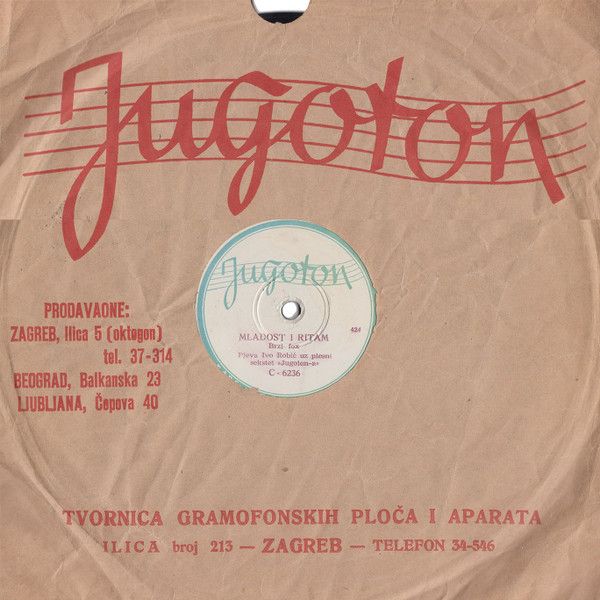 Jugoton
Jugoton
MLADOST I RITAM
424
Brzi fox
Pjeva Ivo Robić uz plesni
sekstet »Jugoton-a«
C - 6236
PRODAVAONE:
ZAGREB, Ilica 5 (oktogon)
tel. 37-314
BEOGRAD, Balkanska 23
LJUBLJANA, Čopova 40
TVORNICA GRAMOFONSKIH PLOČA I APARATA
ILICA broj 213 — ZAGREB — TELEFON 34-546